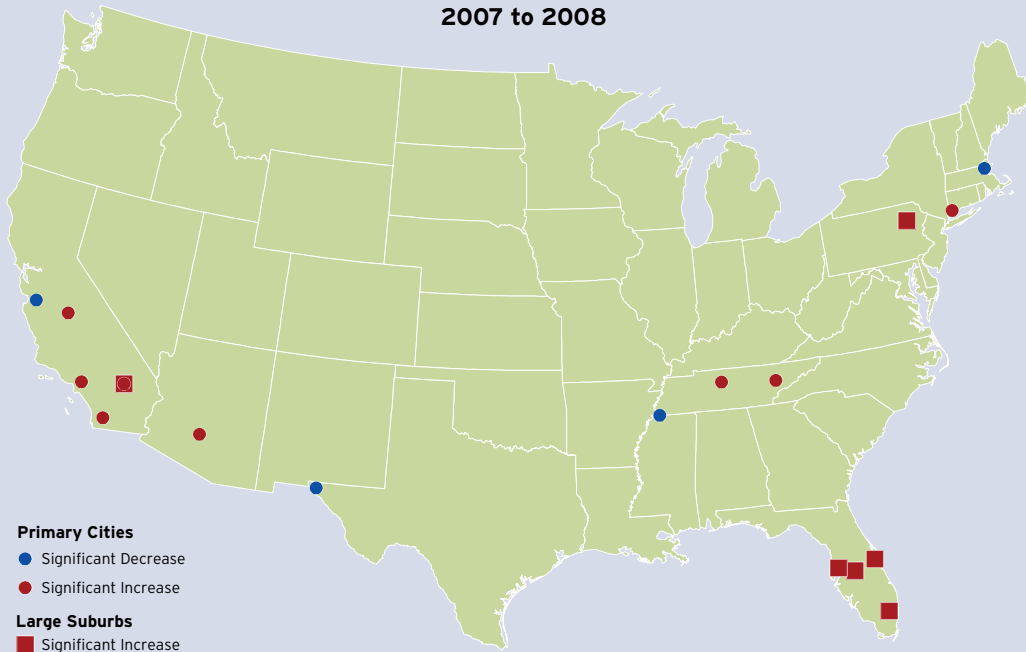 2007 to 2008
Primary Cities
Significant Decrease
Significant Increase
Large Suburbs
Significant Increase